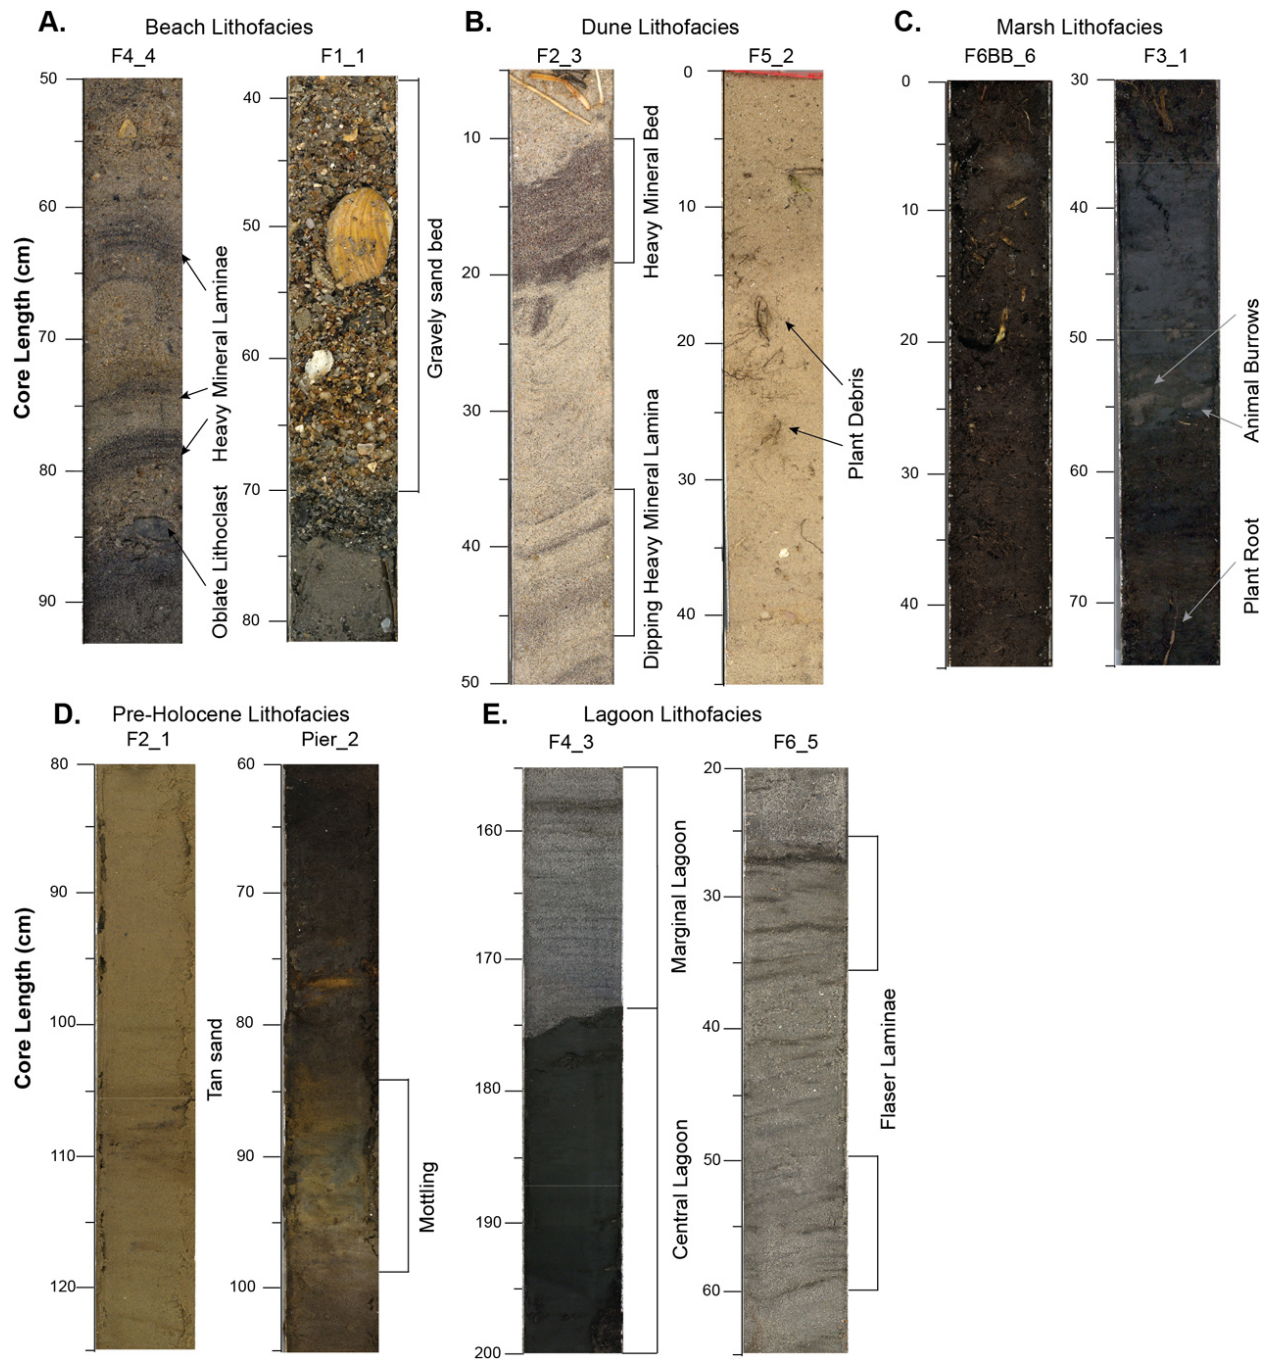 A.
Beach Lithofacies
F4_4
F1_1
Core Length (cm)
50
60
70
80
90
Heavy Mineral Laminae
Oblate Lithoclast
40
50
60
70
80
Gravely sand bed
B.
Dune Lithofacies
F2_3
F5_2
10
20
30
40
50
Heavy Mineral Bed
Dipping Heavy Mineral Lamina
0
10
20
30
40
Plant Debris
C.
Marsh Lithofacies
F6BB_6
F3_1
0
10
20
30
40
30
40
50
60
70
Animal Burrows
Plant Root
D.
Pre-Holocene Lithofacies
F2_1
Pier_2
Core Length (cm)
80
90
100
110
120
Tan sand
60
70
80
90
100
Mottling
E.
Lagoon Lithofacies
F4_3
F6_5
160
170
180
190
200
Marginal Lagoon
Central Lagoon
20
30
40
50
60
Flaser Laminae